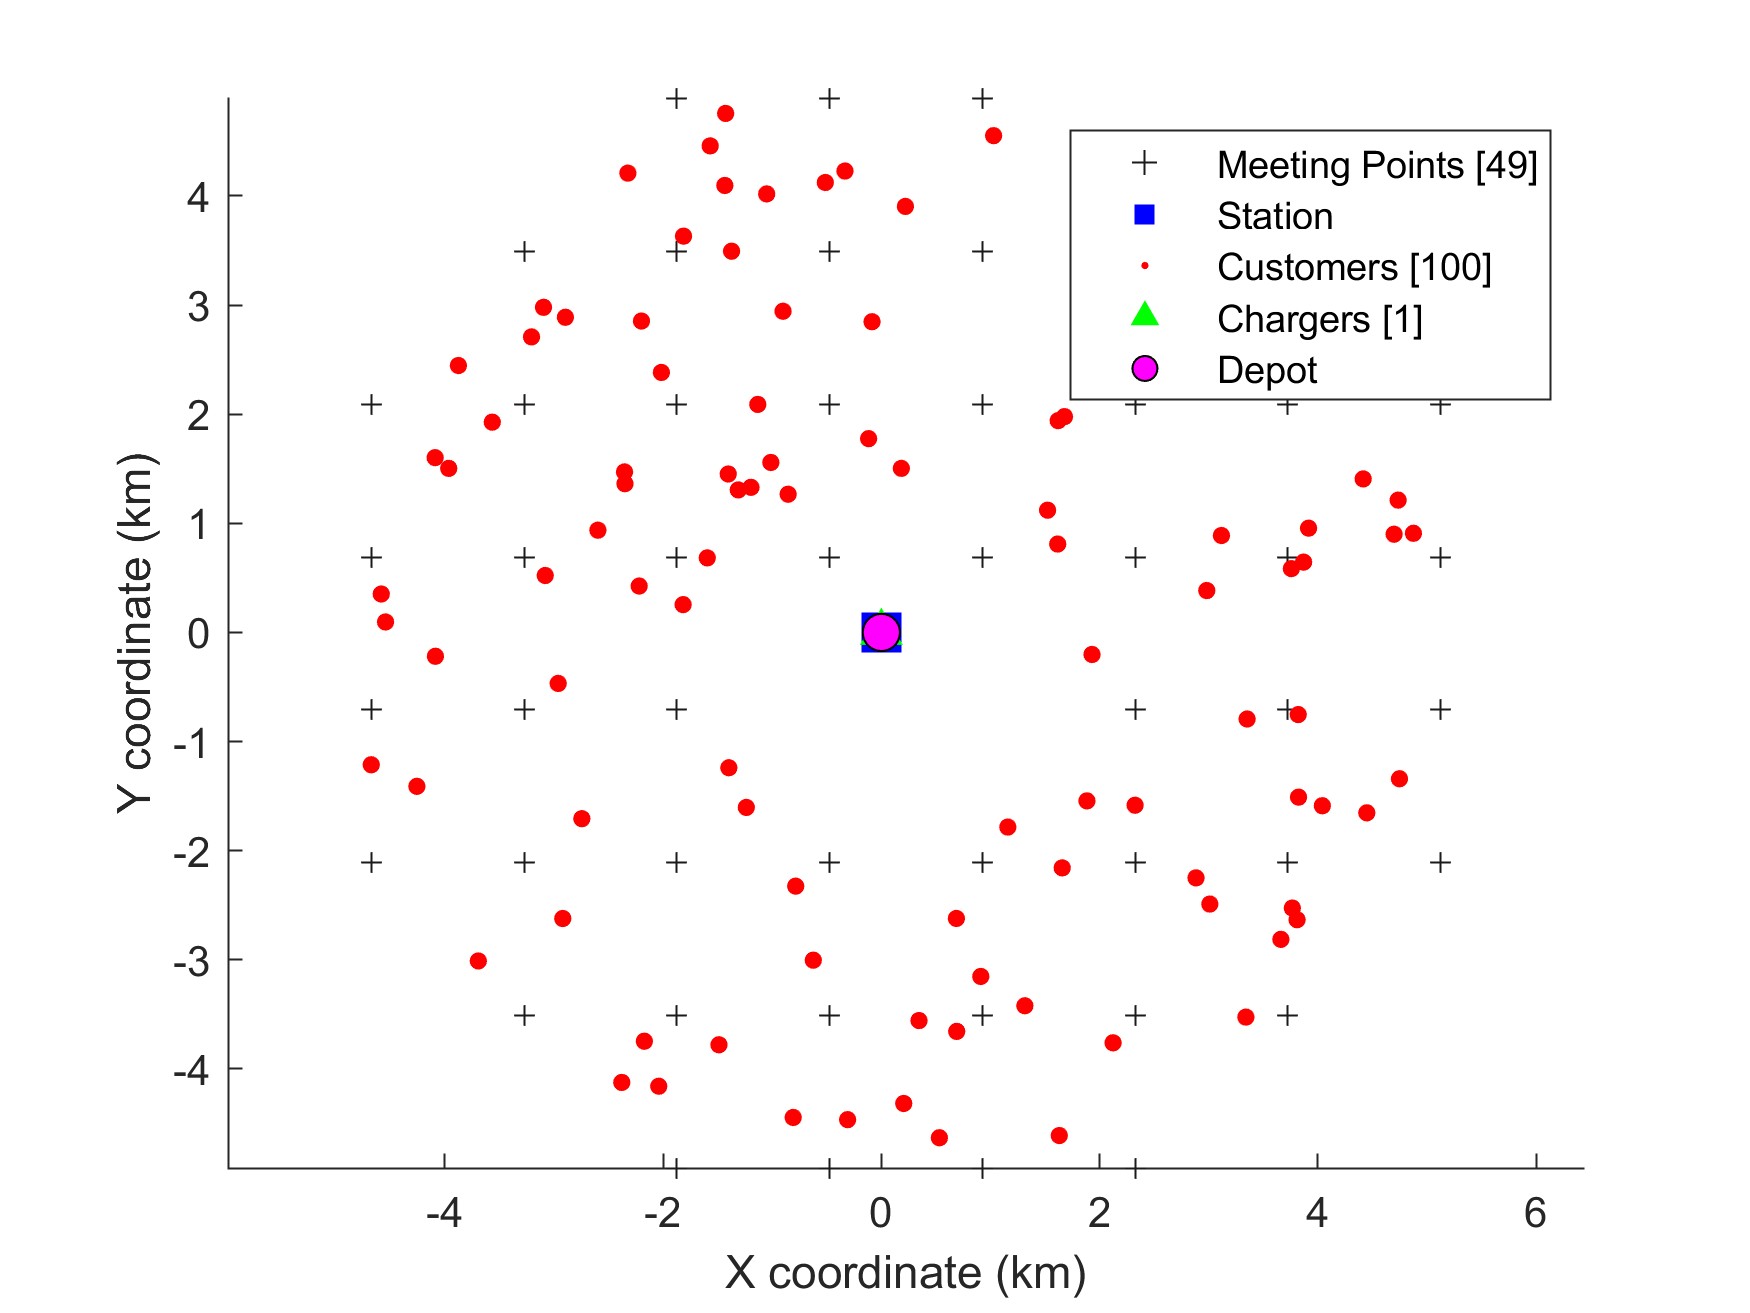 Meeting Points [49]
Station
Customers [100]
Chargers [1]
Depot
Y coordinate (km)
4
3
2
1
0
-1
-2
-3
-4
-4
-2
0
2
4
6
X coordinate (km)